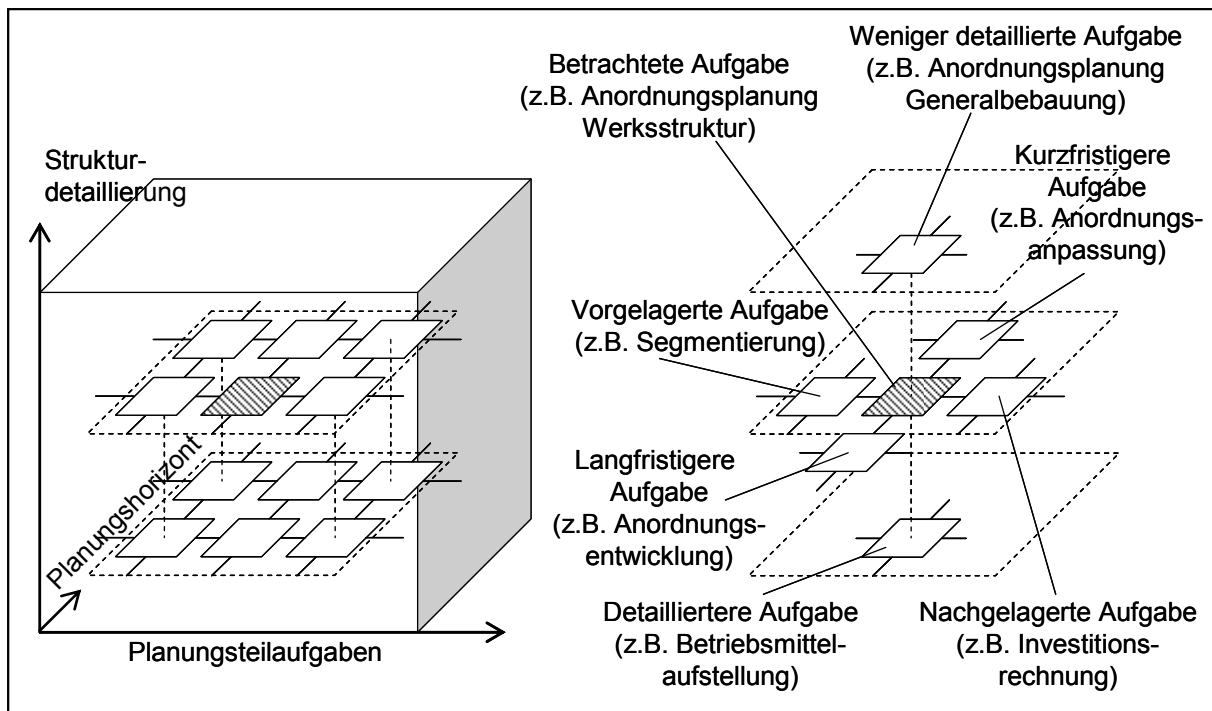 Weniger detaillierte Aufgabe
(z.B. Anordnungsplanung
Generalbebauung)
Betrachtete Aufgabe
(z.B. Anordnungsplanung
Werksstruktur)
Kurzfristigere
Aufgabe
(z.B. Anordnungs-
anpassung)
Struktur-
detaillierung
Vorgelagerte Aufgabe
(z.B. Segmentierung)
Planungshorizont
Langfristigere
Aufgabe
(z.B. Anordnungs-
entwicklung)
Detailliertere Aufgabe
(z.B. Betriebsmittel-
aufstellung)
Nachgelagerte Aufgabe
(z.B. Investitions-
rechnung)
Planungsteilaufgaben